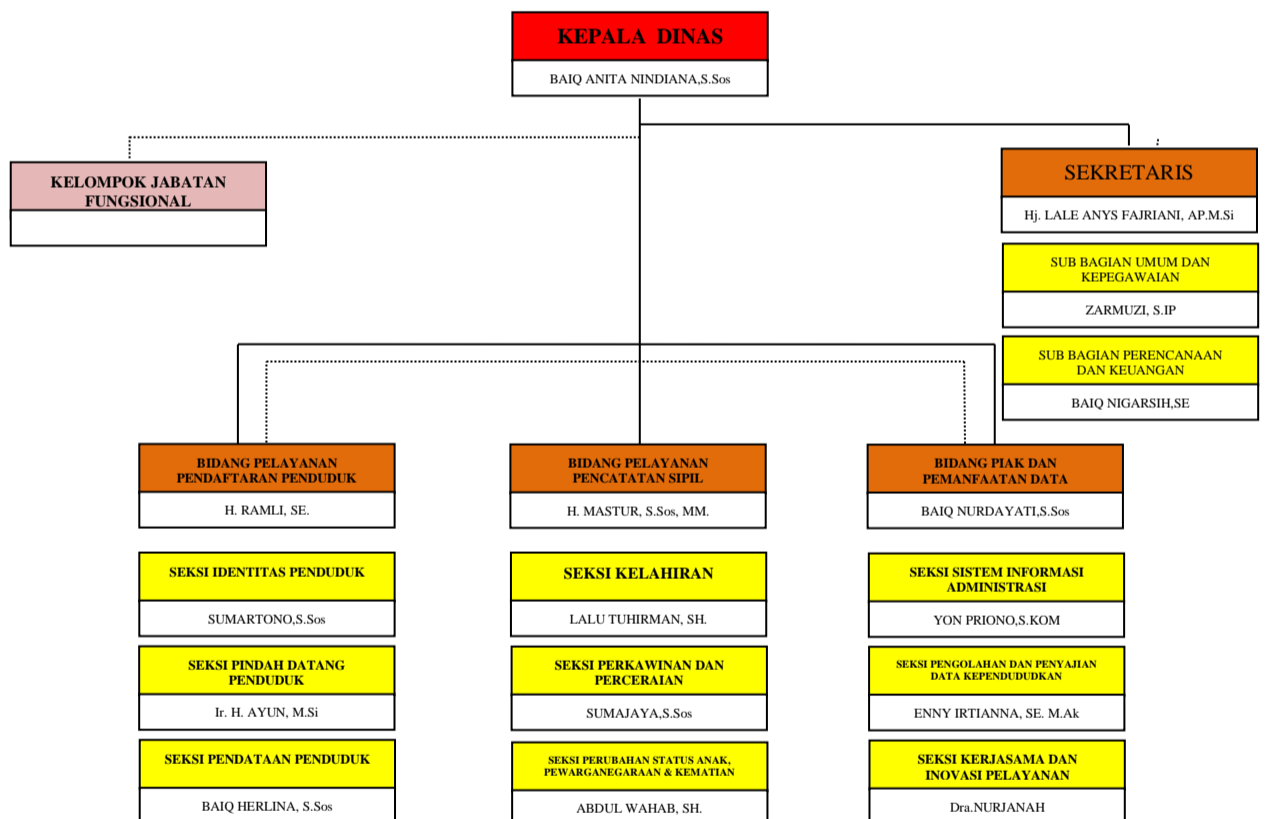 KEPALA DINAS
BAIQ ANITA NINDIANA,S.Sos
KELOMPOK JABATAN
FUNGSIONAL
SEKRETARIS
Hj. LALE ANYS FAJRIANI, AP.M.Si
SUB BAGIAN UMUM DAN
KEPEGAWAIAN
ZARMUZI, S.IP
SUB BAGIAN PERENCANAAN
DAN KEUANGAN
BAIQ NIGARSIH,SE
BIDANG PELAYANAN
PENDAFTARAN PENDUDUK
H. RAMLI, SE.
SEKSI IDENTITAS PENDUDUK
SUMARTONO,S.Sos
SEKSI PINDAH DATANG
PENDUDUK
Ir. H. AYUN, M.Si
SEKSI PENDATAAN PENDUDUK
BAIQ HERLINA, S.Sos
BIDANG PELAYANAN
PENCATATAN SIPIL
H. MASTUR, S.Sos, MM.
SEKSI KELAHIRAN
LALU TUHIRMAN, SH.
SEKSI PERKAWINAN DAN
PERCERAIAN
SUMAJAYA,S.Sos
SEKSI PERUBAHAN STATUS ANAK,
PEWARGANEGARAAN & KEMATIAN
ABDUL WAHAB, SH.
BIDANG PIAK DAN
PEMANFAATAN DATA
BAIQ NURDAYATI,S.Sos
SEKSI SISTEM INFORMASI
ADMINISTRASI
YON PRIONO,S.KOM
SEKSI PENGOLAHAN DAN PENYAJIAN
DATA KEPENDUDUDKAN
ENNY IRTIANNA, SE. M.Ak
SEKSI KERJASAMA DAN
INOVASI PELAYANAN
Dra.NURJANAH